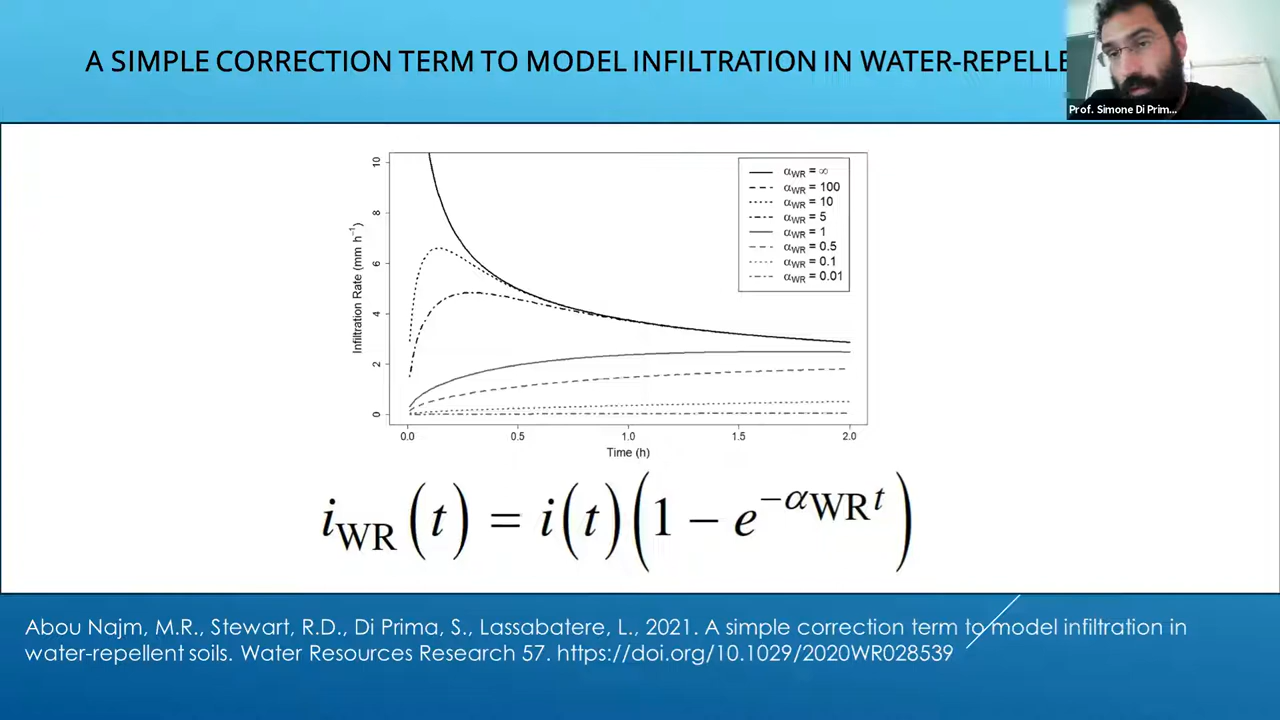 A SIMPLE CORRECTION TERM TO MODEL INFILTRATION IN WATER-REPELLE
Prof. Simone Di Prim...
10
8
6
4
2
0
Infiltration Rate (mm h⁻¹)
αWR = ∞
αWR = 100
αWR = 10
αWR = 5
αWR = 1
αWR = 0.5
αWR = 0.1
αWR = 0.01
0.0 0.5 1.0 1.5 2.0
Time (h)
iWR(t) = i(t)(1 − e^−αWR t)
Abou Najm, M.R., Stewart, R.D., Di Prima, S., Lassabatere, L., 2021. A simple correction term to model infiltration in
water-repellent soils. Water Resources Research 57. https://doi.org/10.1029/2020WR028539